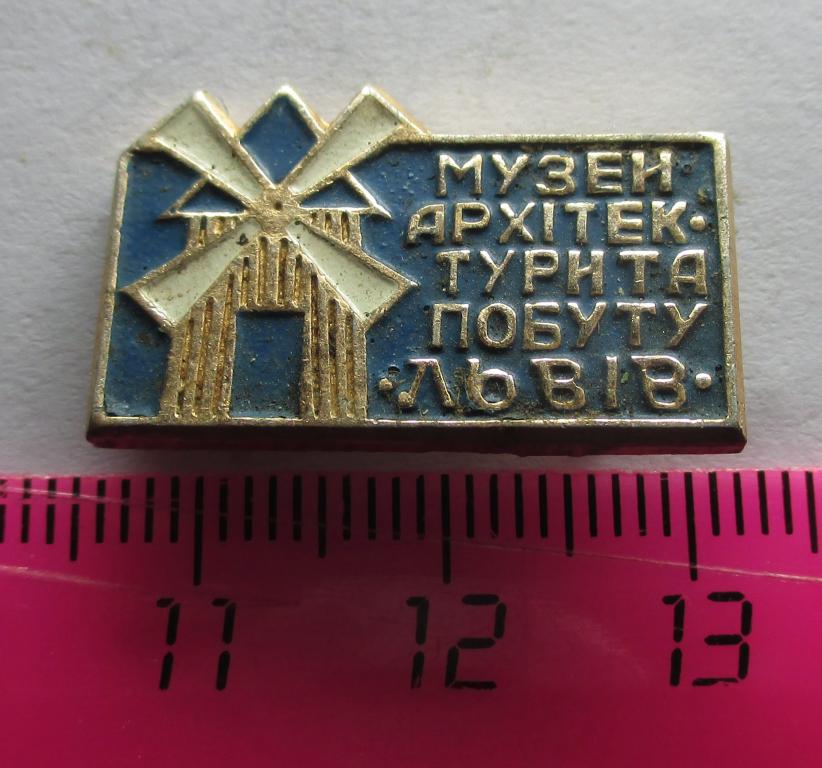 МУЗЕЙ
АРХІТЕК-
ТУРИ ТА
ПОБУТУ
·ЛЬВІВ·
11 12 13